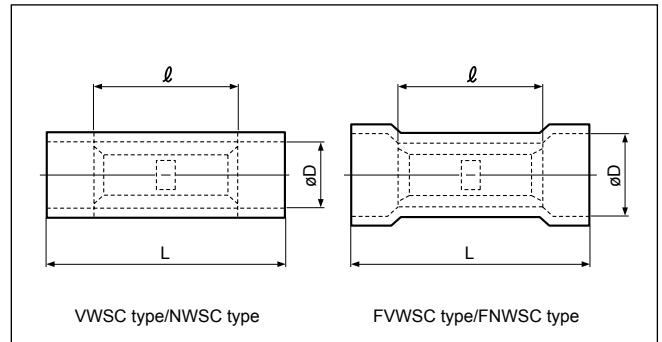 ℓ
ℓ
øD
øD
L
L
VWSC type/NWSC type
FVWSC type/FNWSC type